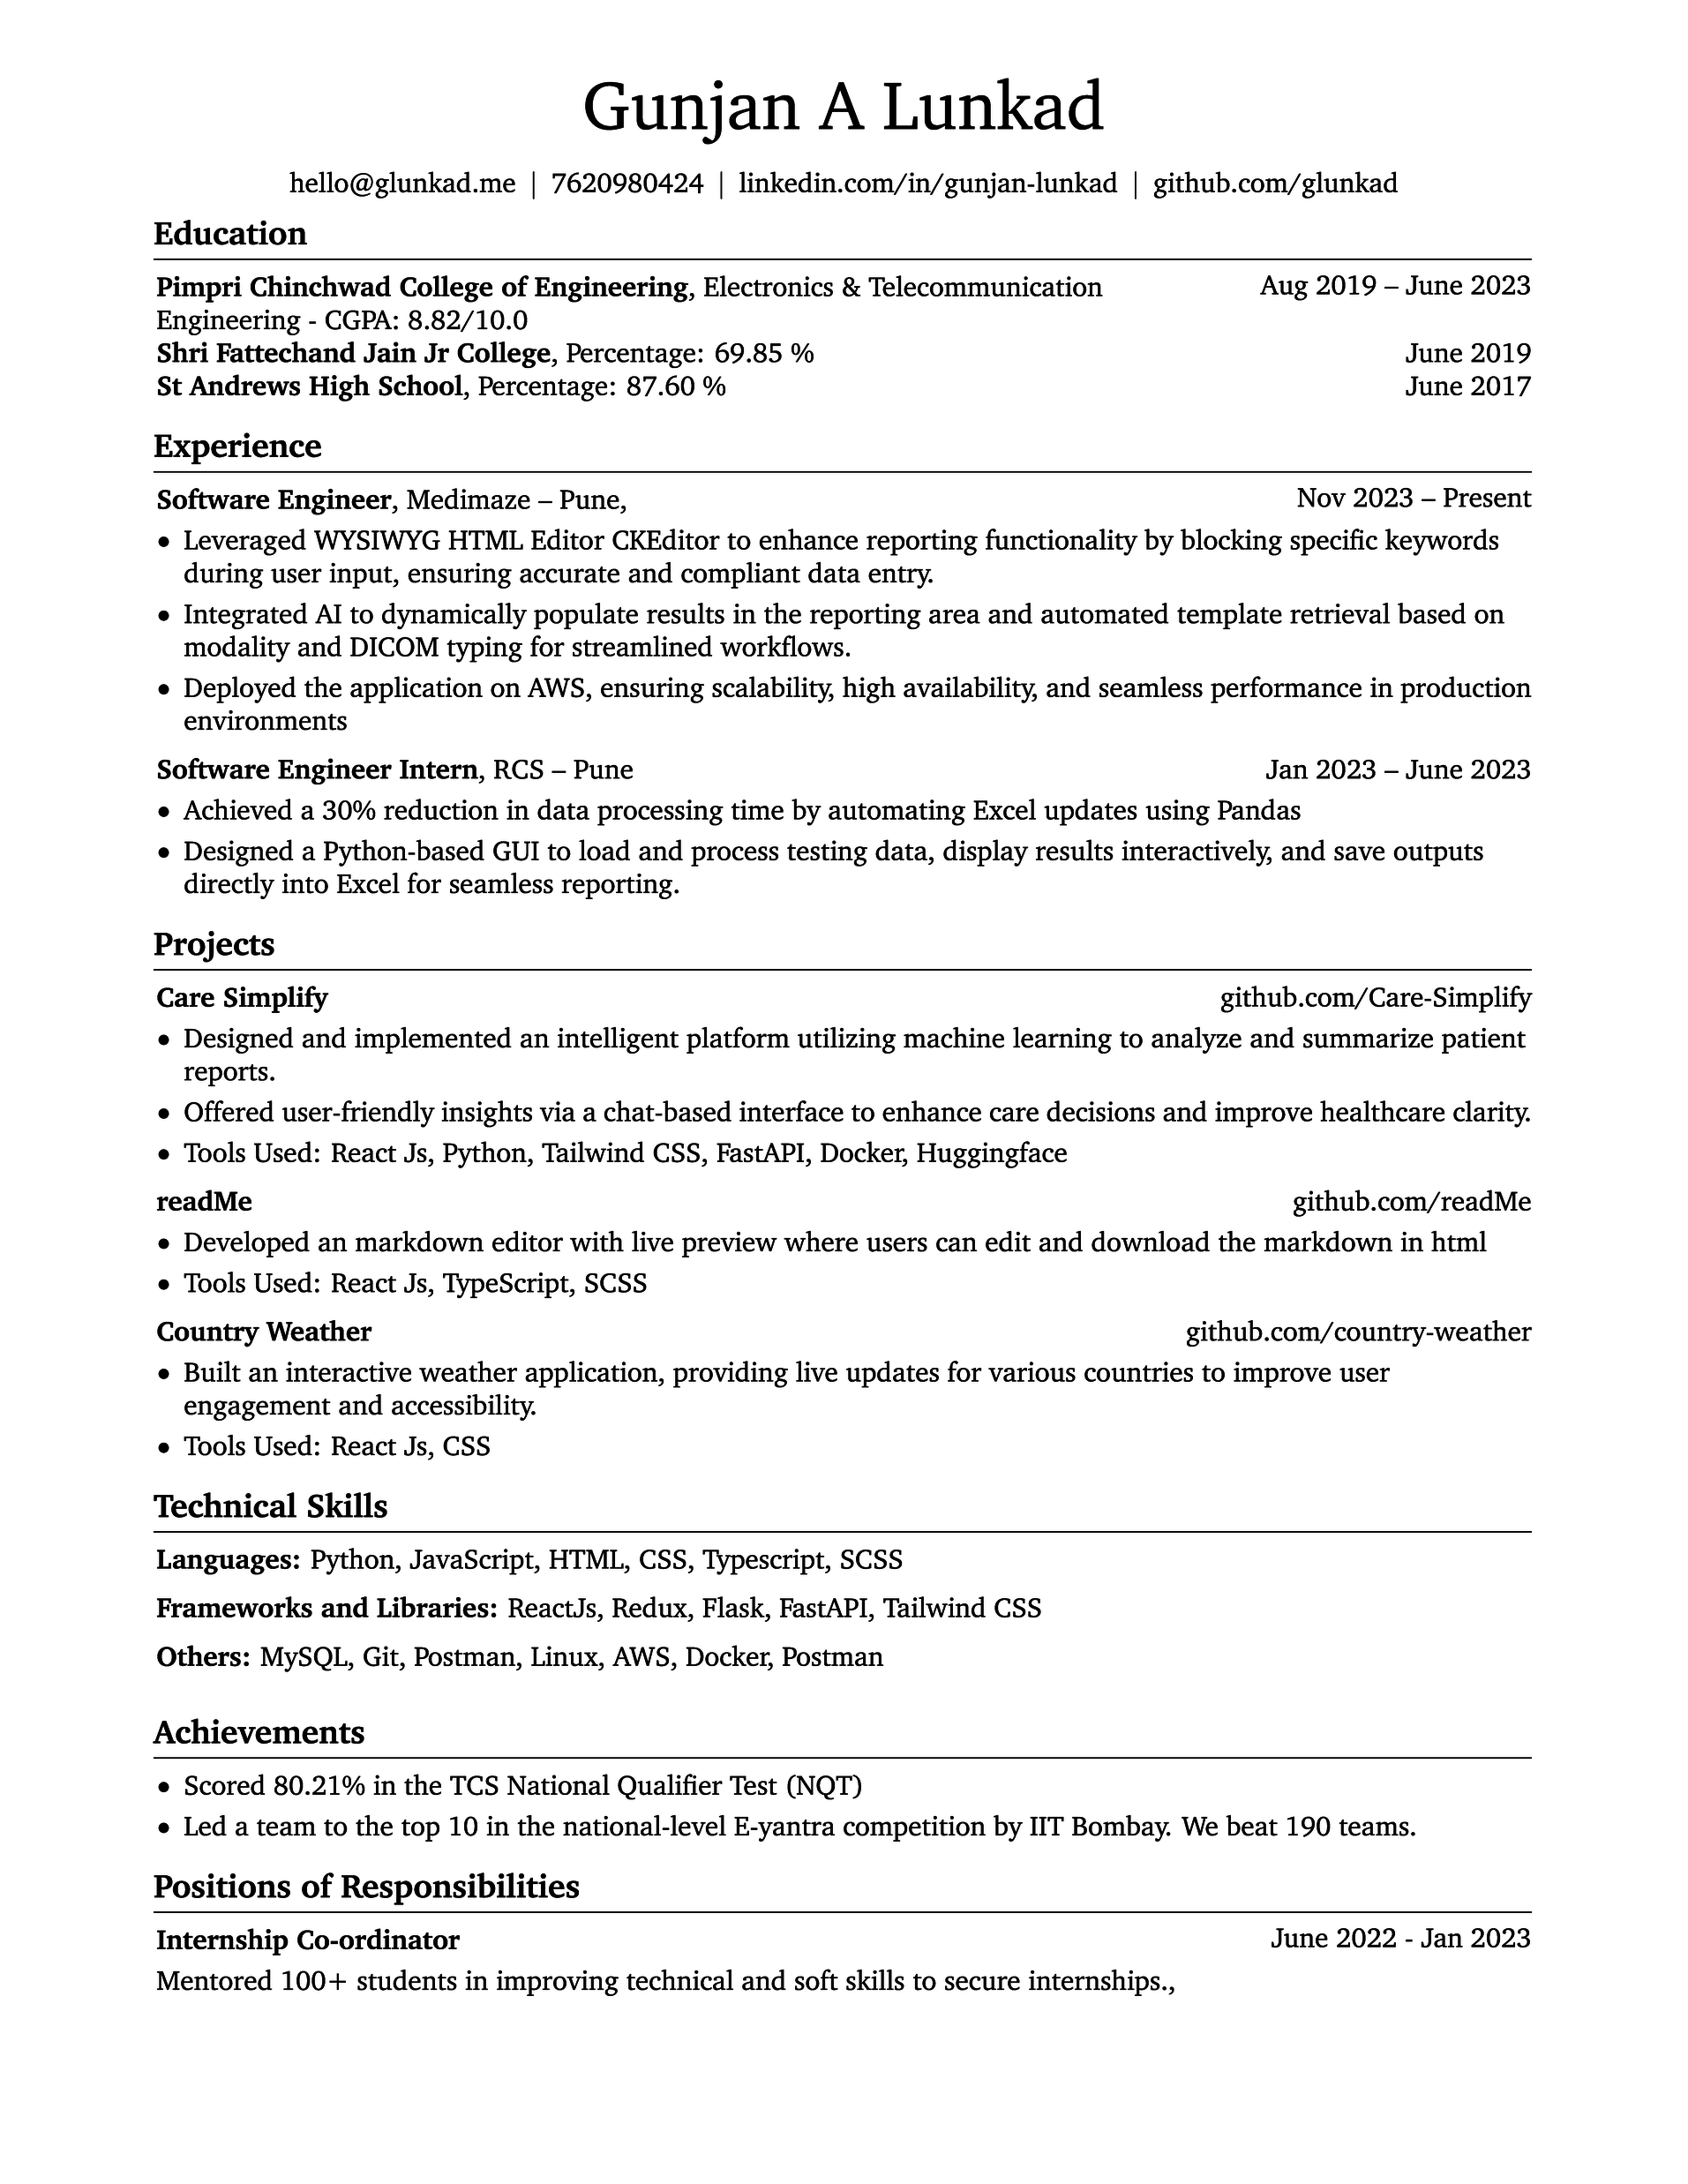 Gunjan A Lunkad
hello@glunkad.me | 7620980424 | linkedin.com/in/gunjan-lunkad | github.com/glunkad
Education
Pimpri Chinchwad College of Engineering, Electronics & Telecommunication Aug 2019 – June 2023
Engineering - CGPA: 8.82/10.0
Shri Fattechand Jain Jr College, Percentage: 69.85 % June 2019
St Andrews High School, Percentage: 87.60 % June 2017
Experience
Software Engineer, Medimaze – Pune, Nov 2023 – Present
• Leveraged WYSIWYG HTML Editor CKEditor to enhance reporting functionality by blocking specific keywords
during user input, ensuring accurate and compliant data entry.
• Integrated AI to dynamically populate results in the reporting area and automated template retrieval based on
modality and DICOM typing for streamlined workflows.
• Deployed the application on AWS, ensuring scalability, high availability, and seamless performance in production
environments
Software Engineer Intern, RCS – Pune Jan 2023 – June 2023
• Achieved a 30% reduction in data processing time by automating Excel updates using Pandas
• Designed a Python-based GUI to load and process testing data, display results interactively, and save outputs
directly into Excel for seamless reporting.
Projects
Care Simplify github.com/Care-Simplify
• Designed and implemented an intelligent platform utilizing machine learning to analyze and summarize patient
reports.
• Offered user-friendly insights via a chat-based interface to enhance care decisions and improve healthcare clarity.
• Tools Used: React Js, Python, Tailwind CSS, FastAPI, Docker, Huggingface
readMe github.com/readMe
• Developed an markdown editor with live preview where users can edit and download the markdown in html
• Tools Used: React Js, TypeScript, SCSS
Country Weather github.com/country-weather
• Built an interactive weather application, providing live updates for various countries to improve user
engagement and accessibility.
• Tools Used: React Js, CSS
Technical Skills
Languages: Python, JavaScript, HTML, CSS, Typescript, SCSS
Frameworks and Libraries: ReactJs, Redux, Flask, FastAPI, Tailwind CSS
Others: MySQL, Git, Postman, Linux, AWS, Docker, Postman
Achievements
• Scored 80.21% in the TCS National Qualifier Test (NQT)
• Led a team to the top 10 in the national-level E-yantra competition by IIT Bombay. We beat 190 teams.
Positions of Responsibilities
Internship Co-ordinator June 2022 - Jan 2023
Mentored 100+ students in improving technical and soft skills to secure internships.,